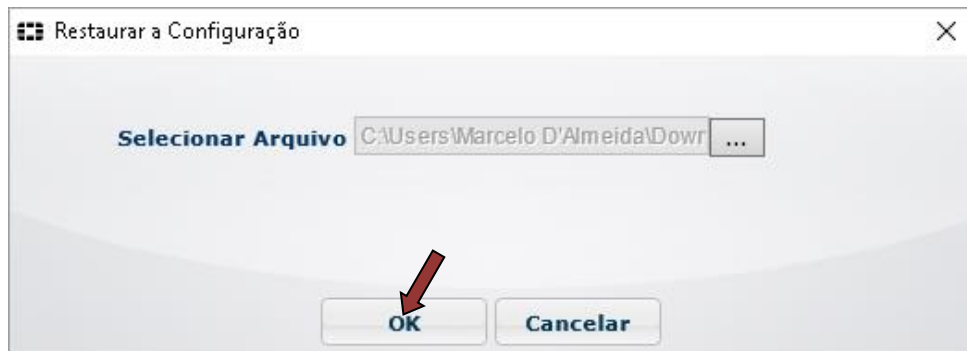 Restaurar a Configuração
Selecionar Arquivo C:\Users\Marcelo D'Almeida\Dowr ...
OK Cancelar